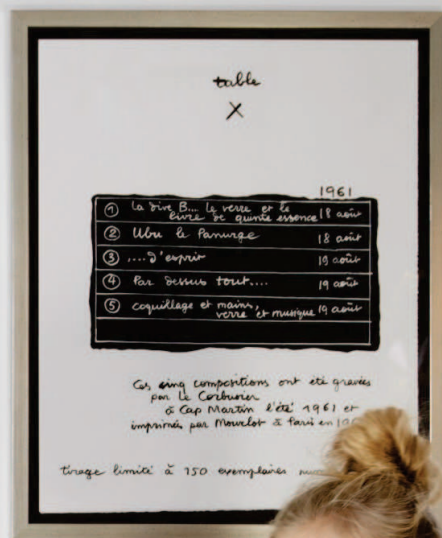 table
X
1961
① la dive B... le verre et le
livre de quinte essence 18 août
② Ubu le Panurge 18 août
③ ,...d'esprit 19 août
④ Par dessus tout.... 19 août
⑤ coquillage et mains,
verre et musique 19 août
Ces cinq compositions ont été gravées
par Le Corbusier
à Cap Martin l'été 1961 et
imprimées par Mourlot à Paris en
tirage limité à 150 exemplaires